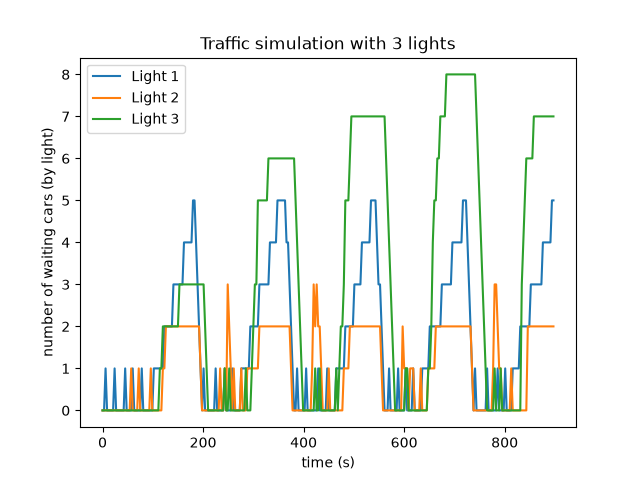 Traffic simulation with 3 lights
Light 1
Light 2
Light 3
number of waiting cars (by light)
8
7
6
5
4
3
2
1
0
0 200 400 600 800
time (s)